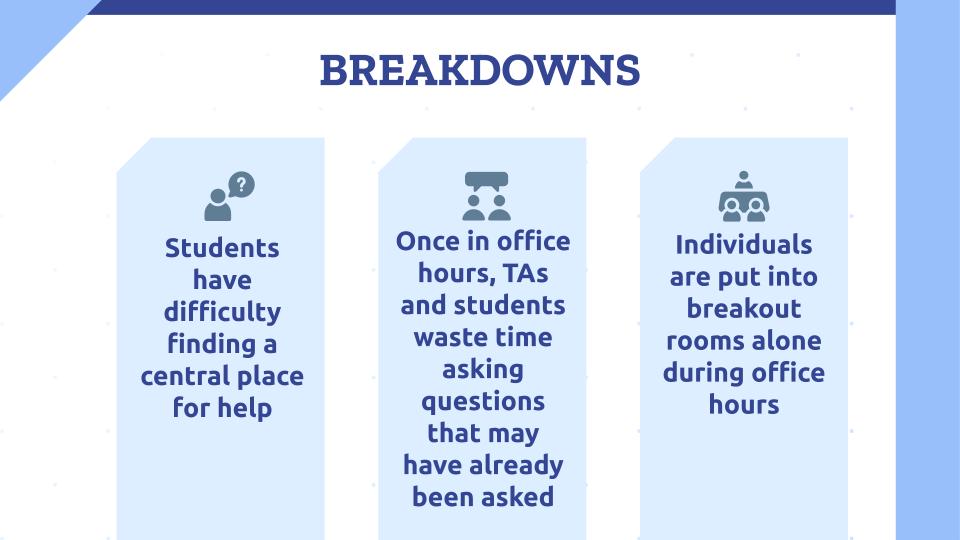 BREAKDOWNS
Students
have
difficulty
finding a
central place
for help
Once in office
hours, TAs
and students
waste time
asking
questions
that may
have already
been asked
Individuals
are put into
breakout
rooms alone
during office
hours